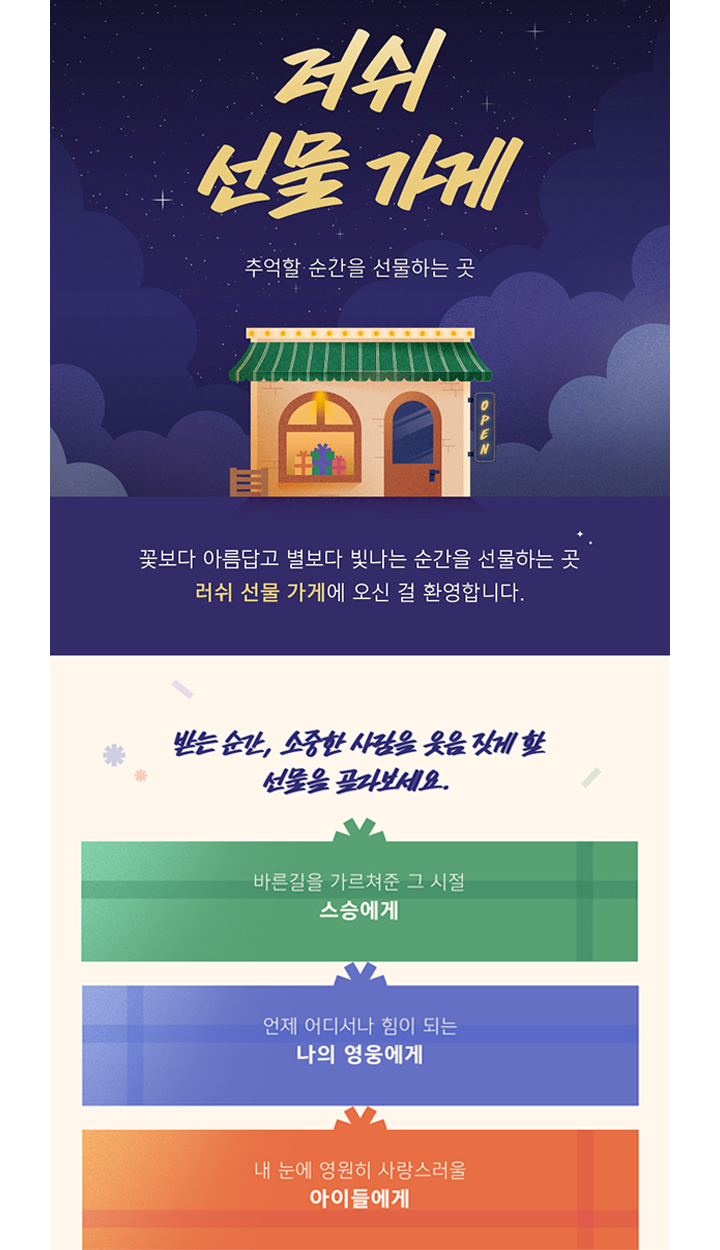 러쉬
선물 가게
추억할 순간을 선물하는 곳
OPEN
꽃보다 아름답고 별보다 빛나는 순간을 선물하는 곳
러쉬 선물 가게에 오신 걸 환영합니다.
받는 순간, 소중한 사람을 웃음 짓게 할
선물을 골라보세요.
바른길을 가르쳐준 그 시절
스승에게
언제 어디서나 힘이 되는
나의 영웅에게
내 눈에 영원히 사랑스러울
아이들에게